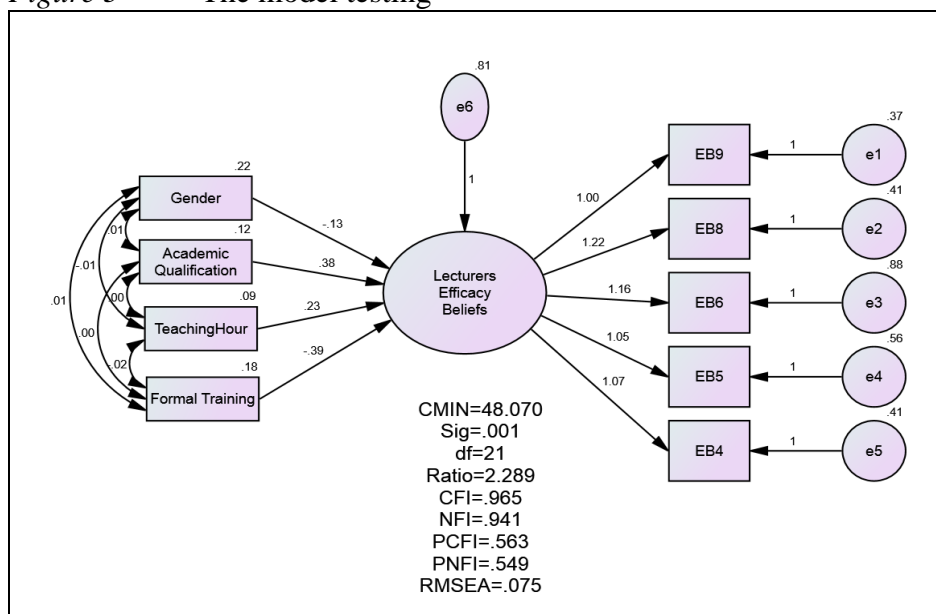 The model testing
.81
e6
1
.22
Gender
-.13
.12
Academic
Qualification
.38
.09
TeachingHour
.23
.18
Formal Training
-.39
.01
-.01
.00
.01
.00
-.02
Lecturers
Efficacy
Beliefs
1.00
EB9
1
e1
.37
1.22
EB8
1
e2
.41
1.16
EB6
1
e3
.88
1.05
EB5
1
e4
.56
1.07
EB4
1
e5
.41
CMIN=48.070
Sig=.001
df=21
Ratio=2.289
CFI=.965
NFI=.941
PCFI=.563
PNFI=.549
RMSEA=.075